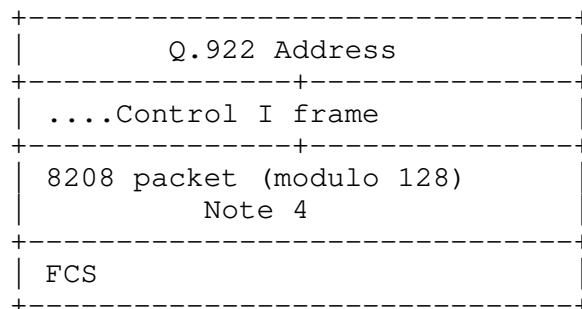 Q.922 Address
....Control I frame
8208 packet (modulo 128)
Note 4
FCS